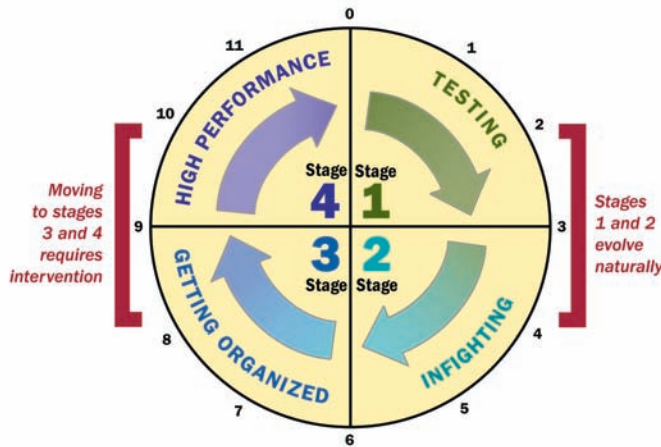 0
1
2
3
4
5
6
7
8
9
10
11
TESTING
INFIGHTING
GETTING ORGANIZED
HIGH PERFORMANCE
Stage
1
2
Stage
3
Stage
Stage
4
Moving
to stages
3 and 4
requires
intervention
Stages
1 and 2
evolve
naturally